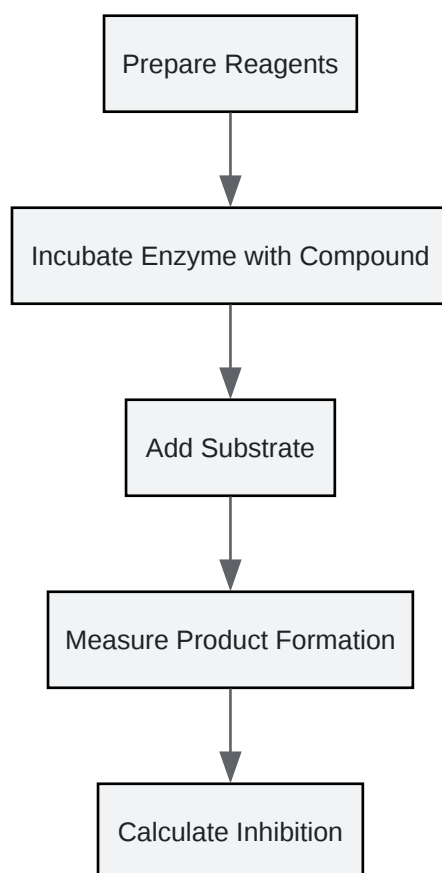 Prepare Reagents
Incubate Enzyme with Compound
Add Substrate
Measure Product Formation
Calculate Inhibition